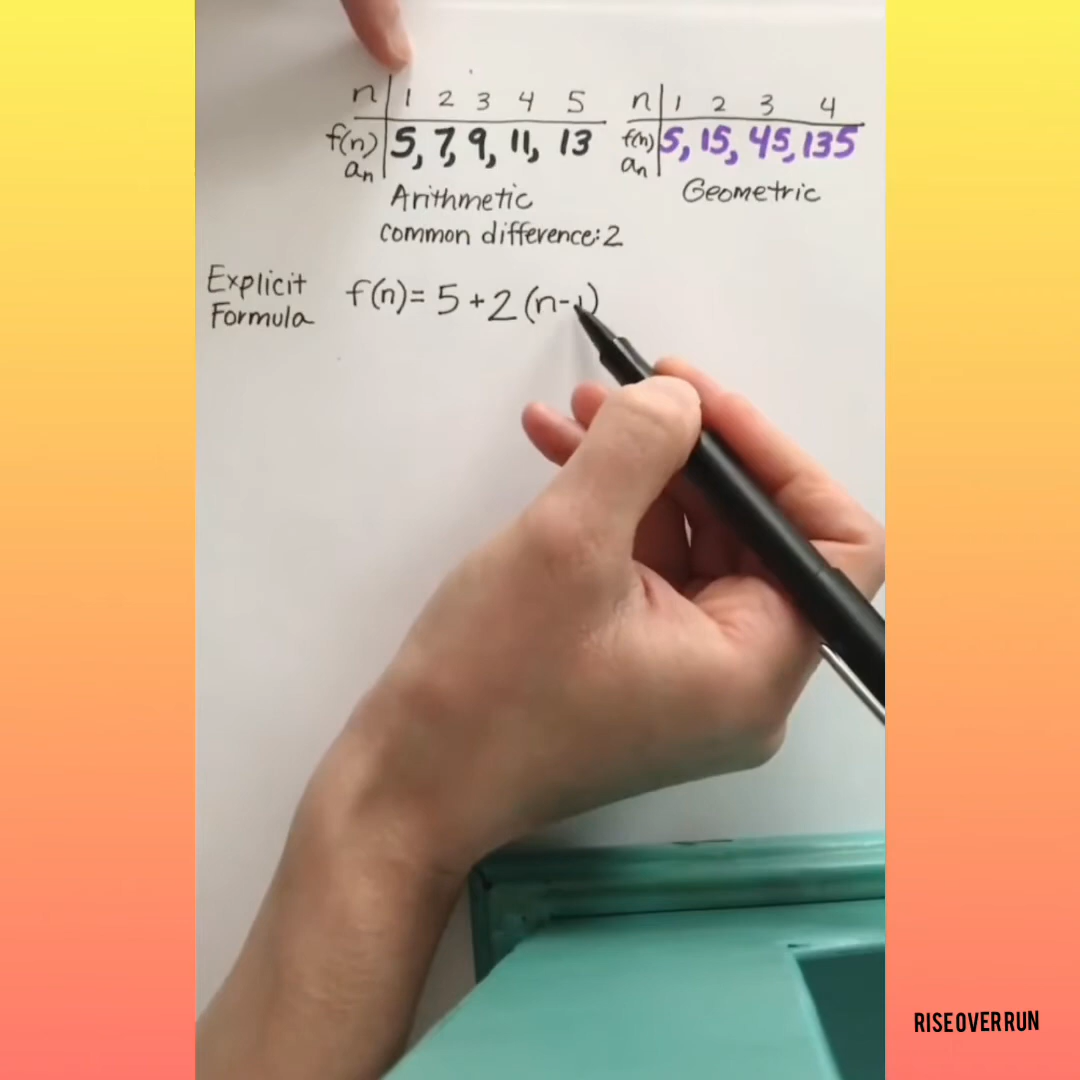 n 1 2 3 4 5
f(n) 5, 7, 9, 11, 13
an
Arithmetic
common difference: 2
n 1 2 3 4
f(n) 5, 15, 45, 135
an
Geometric
Explicit
Formula
f(n) = 5 + 2 (n-1)
RISE OVER RUN